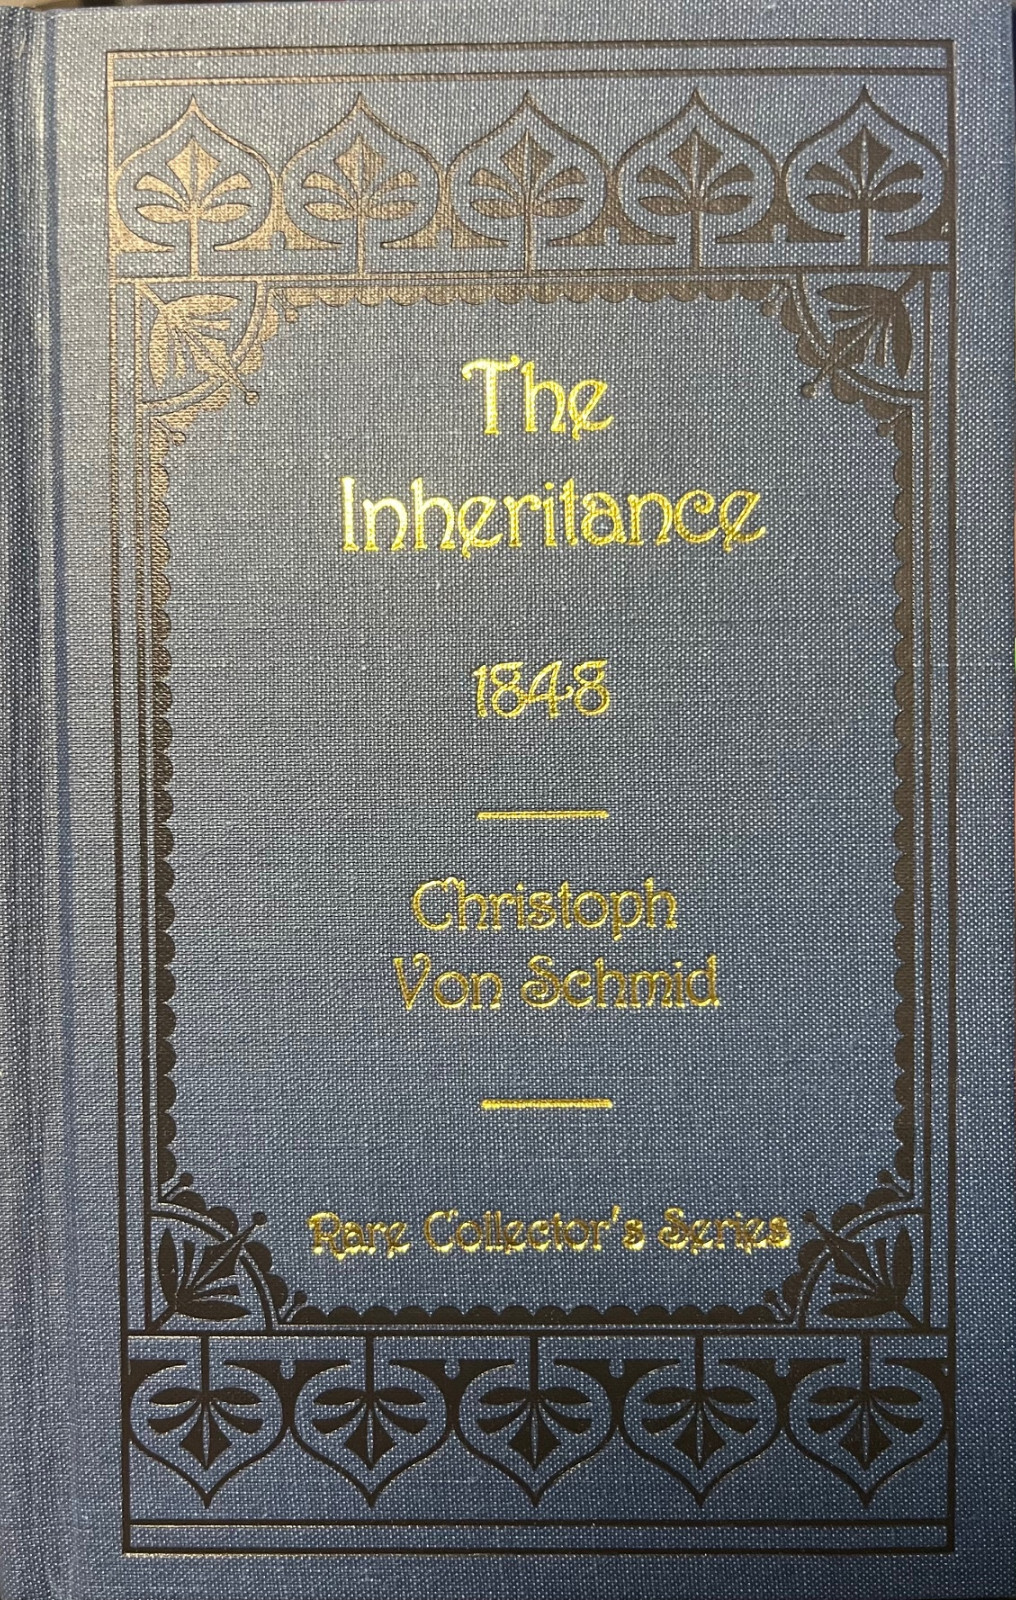 The
Inheritance
1848
Christoph
Von Schmid
Rare Collector's Series